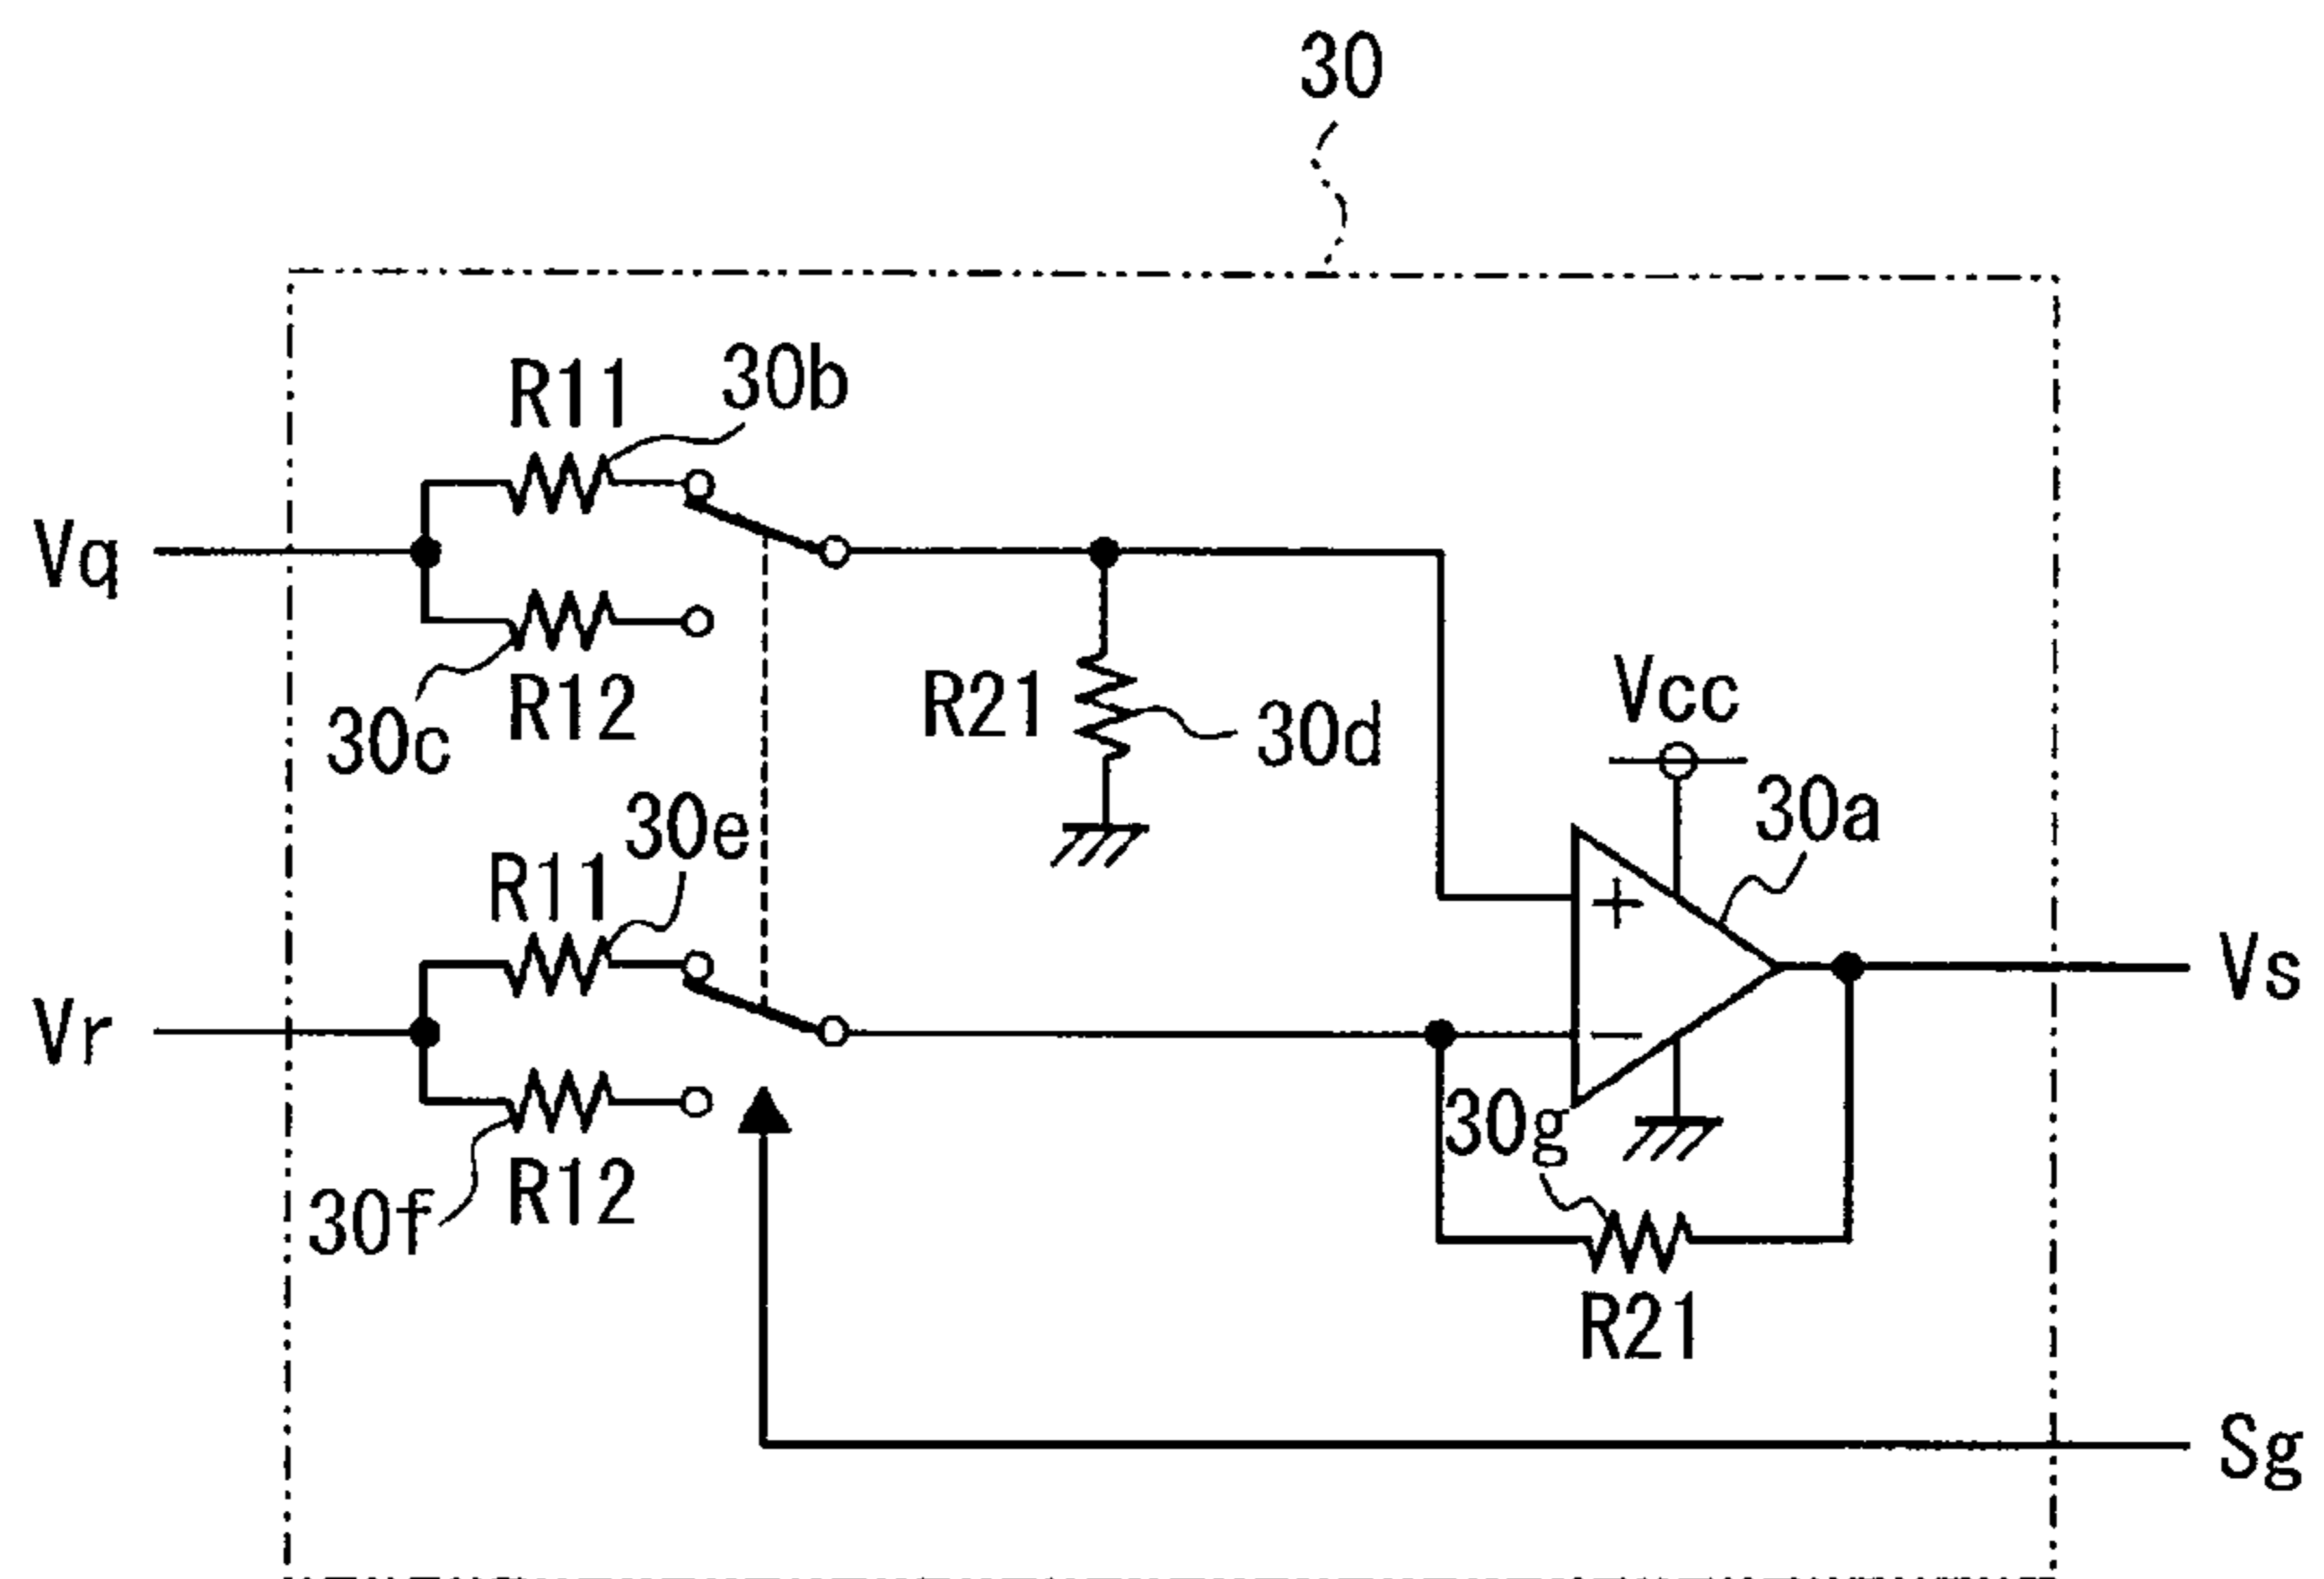 30
R11
30b
Vq
R12
30c
R21
30d
Vcc
30a
30e
R11
+
Vs
Vr
−
30g
R12
30f
R21
Sg